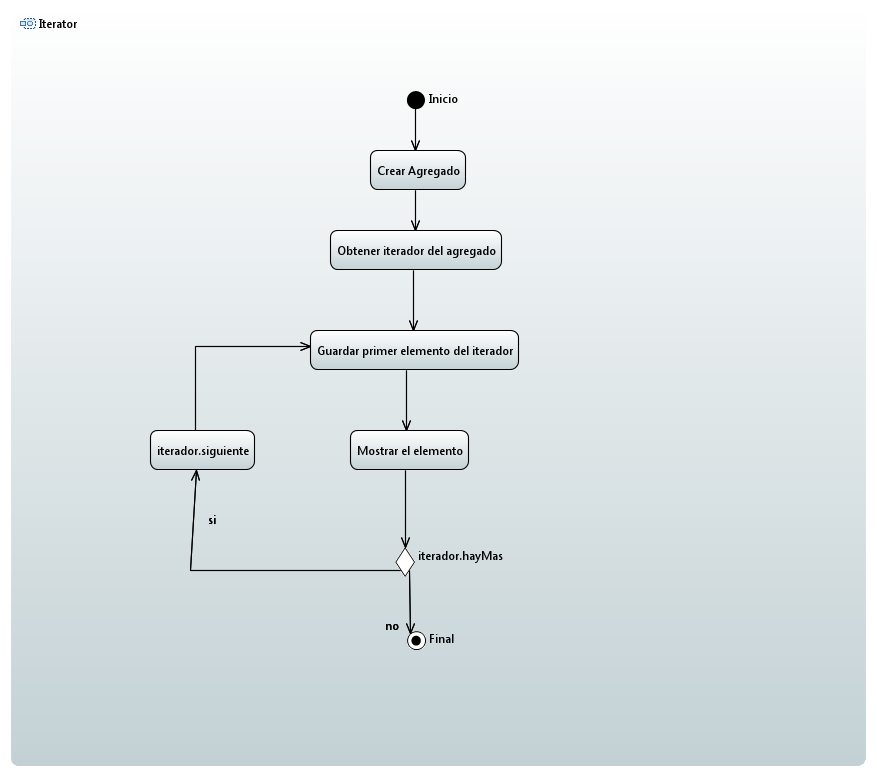 Iterator
Inicio
Crear Agregado
Obtener iterador del agregado
Guardar primer elemento del iterador
iterador.siguiente
Mostrar el elemento
si
iterador.hayMas
no
Final